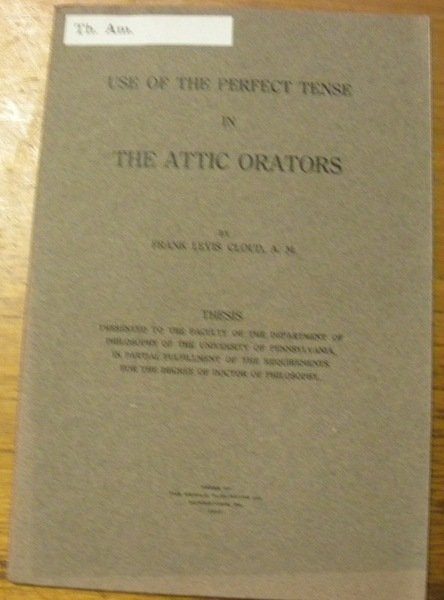 Th. Am.
USE OF THE PERFECT TENSE
IN
THE ATTIC ORATORS
BY
FRANK LEVIS CLOUD, A. M.
THESIS
PRESENTED TO THE FACULTY OF THE DEPARTMENT OF
PHILOSOPHY OF THE UNIVERSITY OF PENNSYLVANIA,
IN PARTIAL FULFILLMENT OF THE REQUIREMENTS
FOR THE DEGREE OF DOCTOR OF PHILOSOPHY.